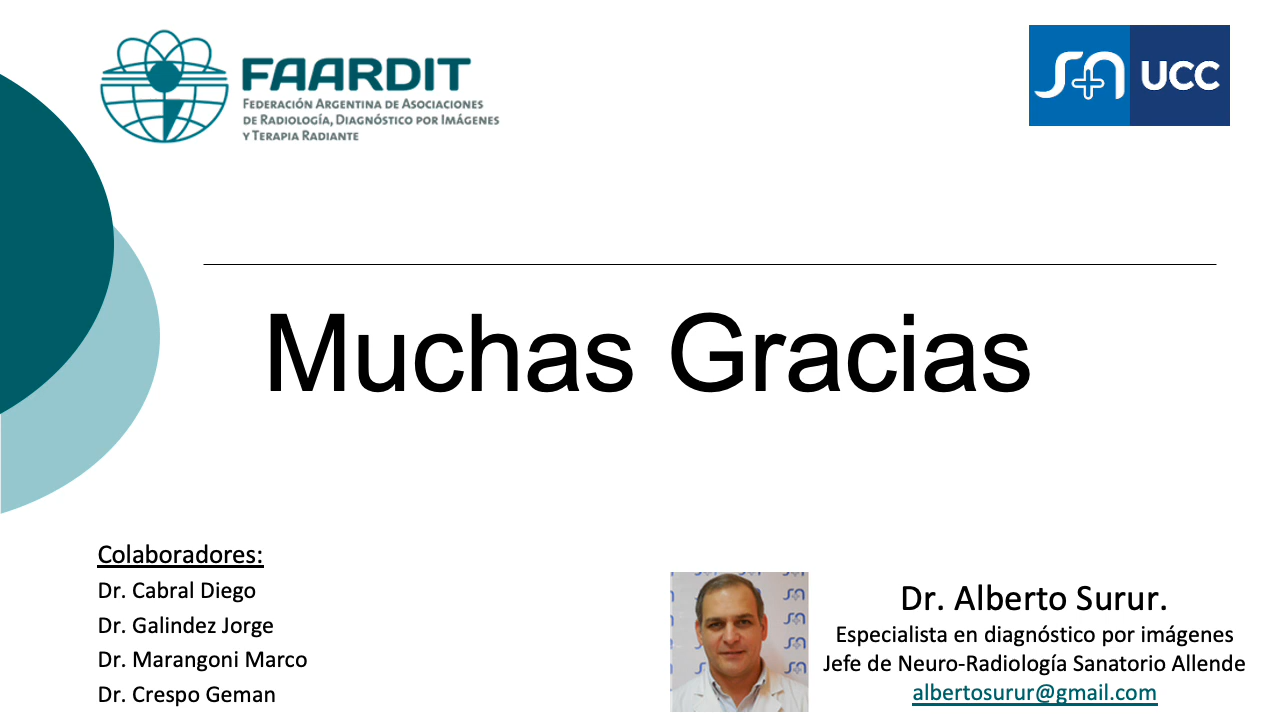 FAARDIT
FEDERACIÓN ARGENTINA DE ASOCIACIONES
DE RADIOLOGÍA, DIAGNÓSTICO POR IMÁGENES
Y TERAPIA RADIANTE
UCC
Muchas Gracias
Colaboradores:
Dr. Cabral Diego
Dr. Galindez Jorge
Dr. Marangoni Marco
Dr. Crespo Geman
Dr. Alberto Surur.
Especialista en diagnóstico por imágenes
Jefe de Neuro-Radiología Sanatorio Allende
albertosurur@gmail.com